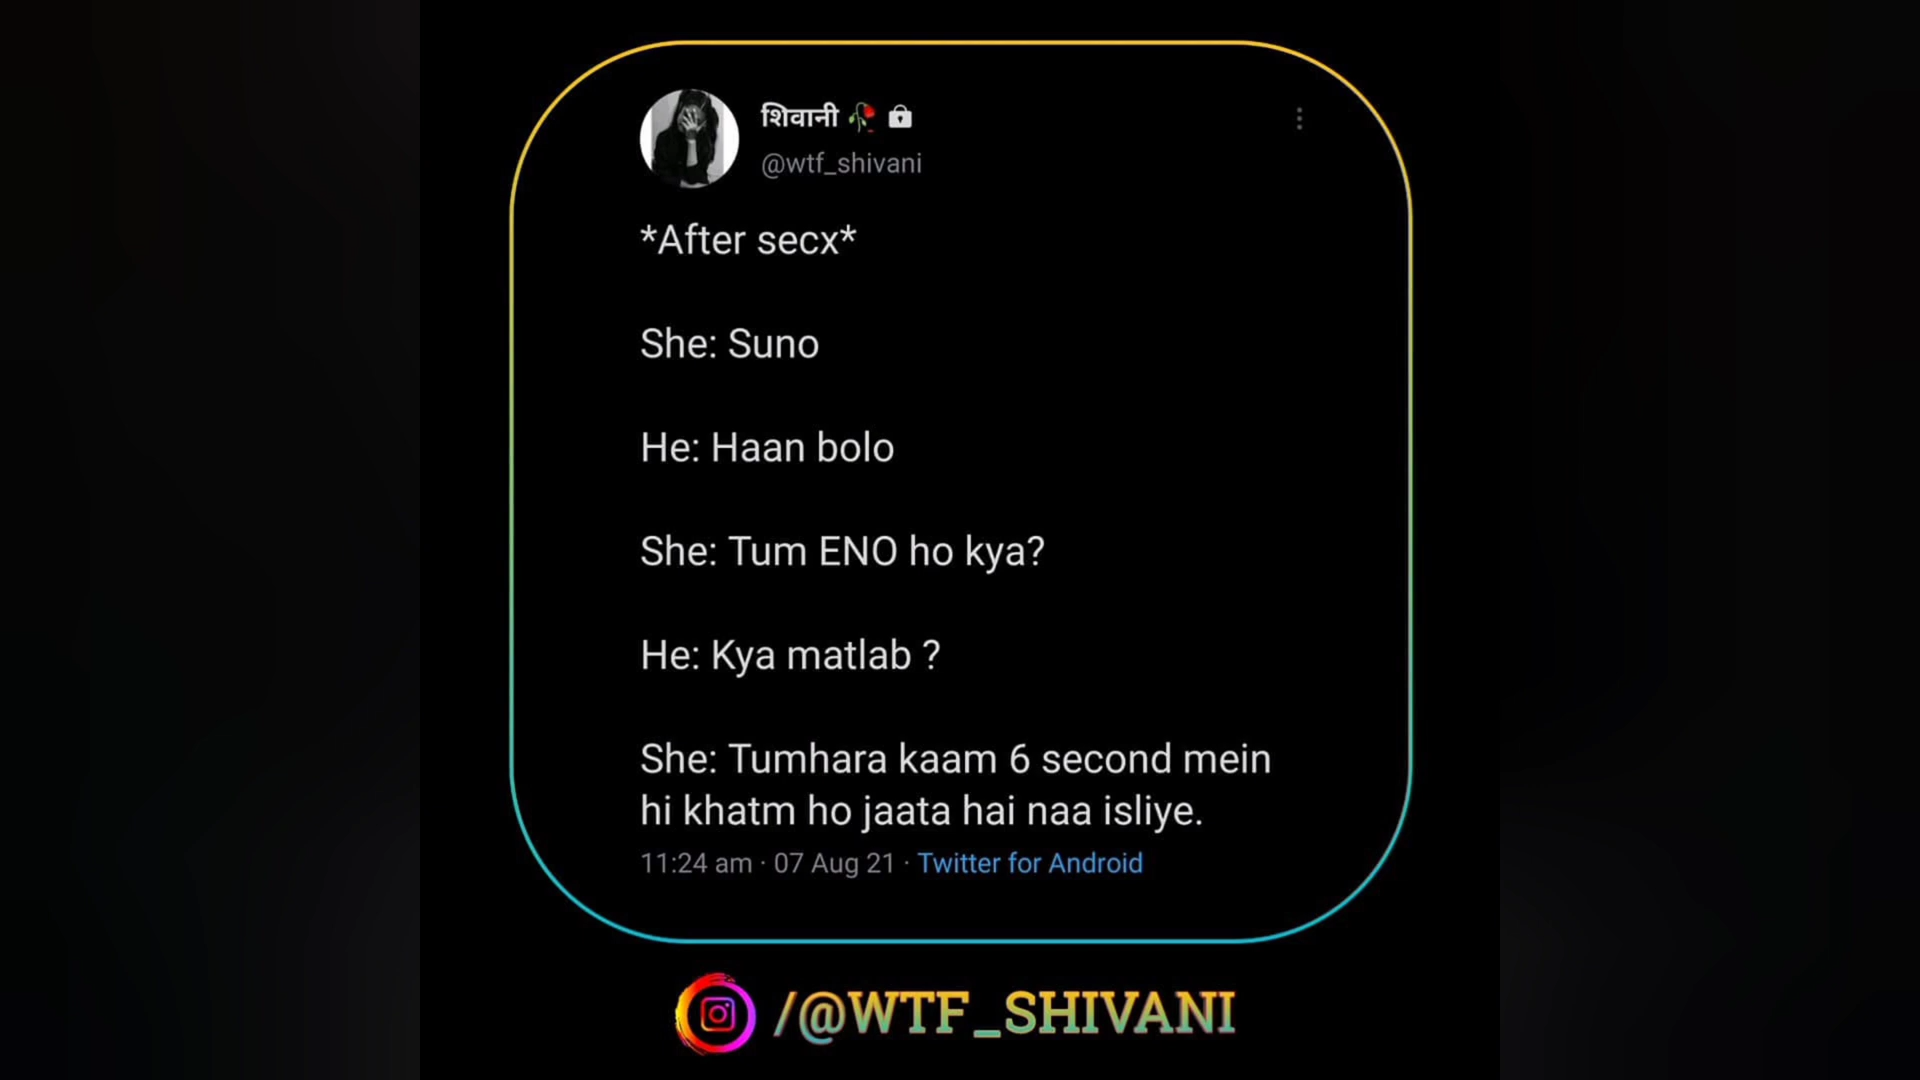 शिवानी 🥀 🔒
@wtf_shivani
*After secx*
She: Suno
He: Haan bolo
She: Tum ENO ho kya?
He: Kya matlab ?
She: Tumhara kaam 6 second mein
hi khatm ho jaata hai naa isliye.
11:24 am · 07 Aug 21 · Twitter for Android
/@WTF_SHIVANI